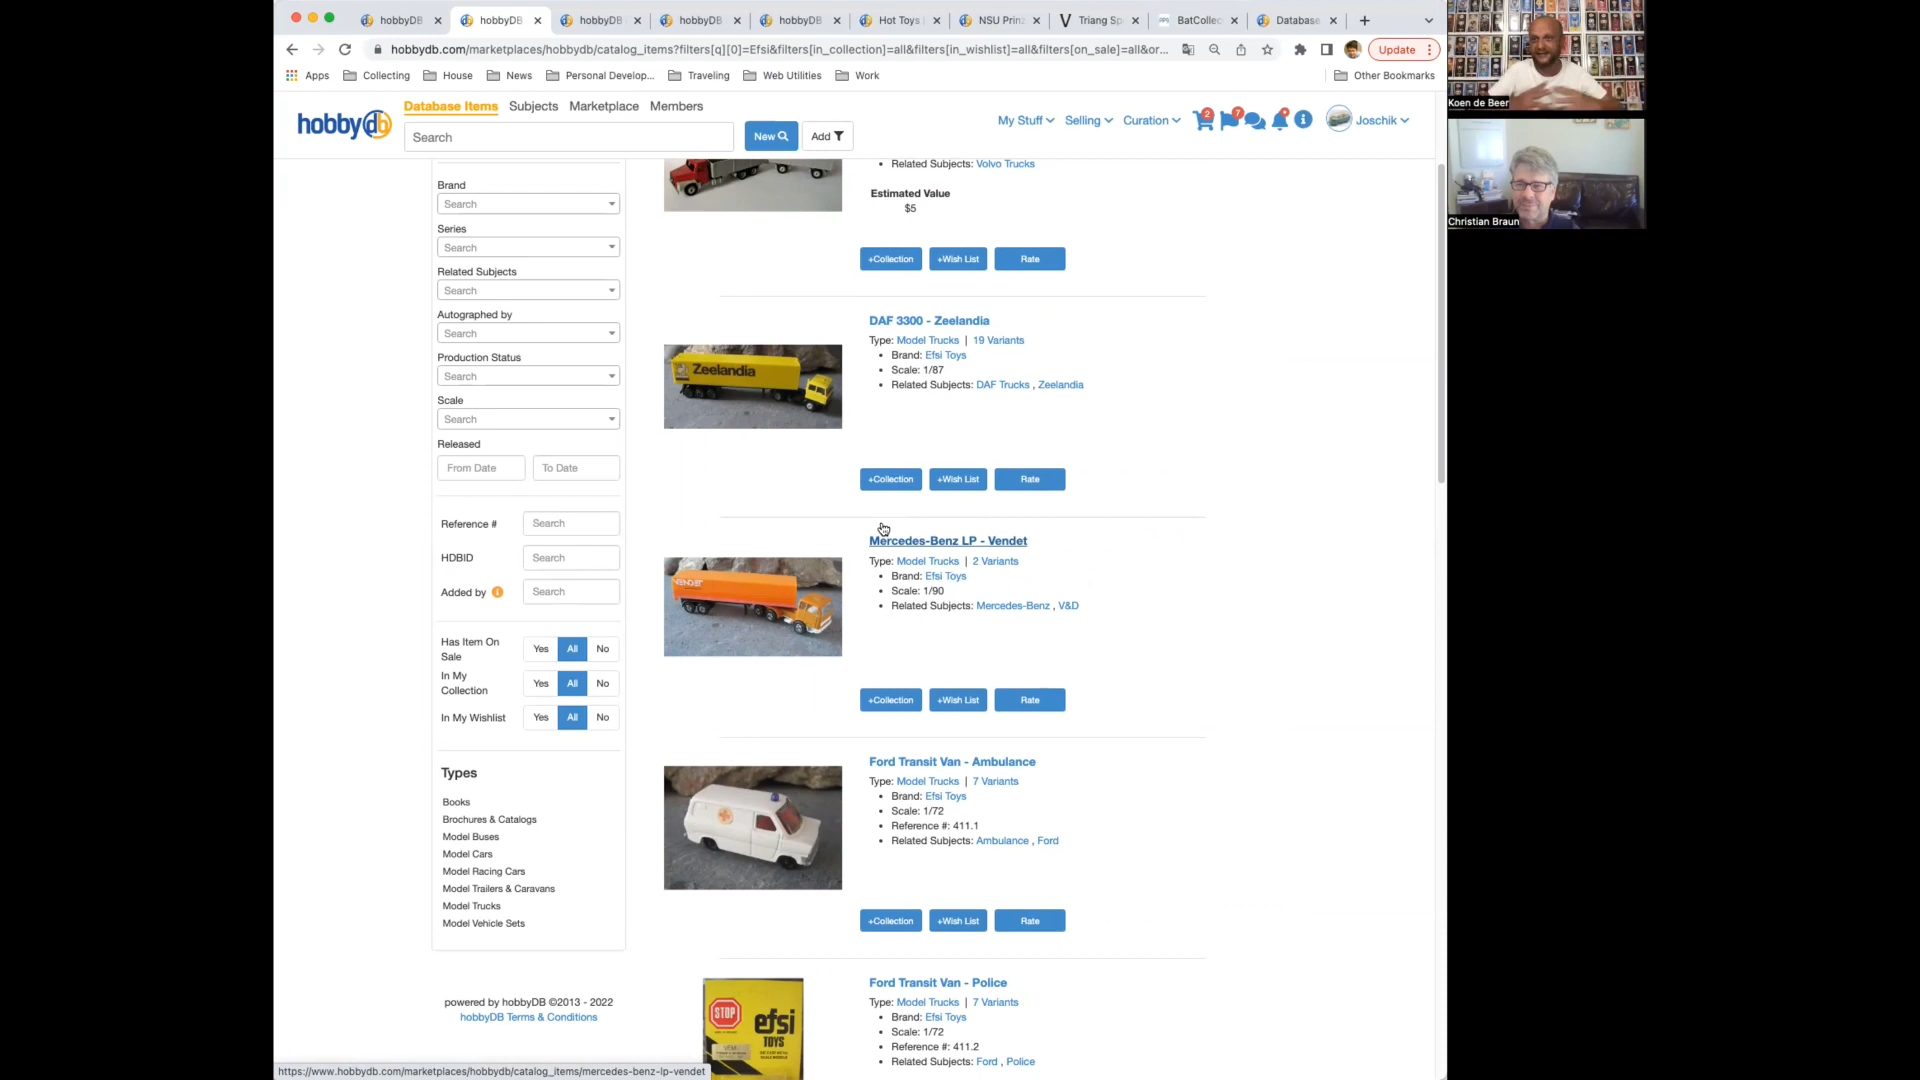 hobbyDB
hobbyDB
hobbyDB
hobbyDB
hobbyDB
Hot Toys
NSU Prinz
Triang Sp
BatCollec
Database
hobbydb.com/marketplaces/hobbydb/catalog_items?filters[q][0]=Efsi&filters[in_collection]=all&filters[in_wishlist]=all&filters[on_sale]=all&or...
Update
Apps
Collecting
House
News
Personal Develop...
Traveling
Web Utilities
Work
Other Bookmarks
Koen de Beer
Christian Braun
hobbydb
Database Items
Subjects
Marketplace
Members
Search
New
Add
My Stuff
Selling
Curation
2
7
Joschik
Brand
Search
Series
Search
Related Subjects
Search
Autographed by
Search
Production Status
Search
Scale
Search
Released
From Date
To Date
Reference #
Search
HDBID
Search
Added by
Search
Has Item On
Sale
Yes
All
No
In My
Collection
Yes
All
No
In My Wishlist
Yes
All
No
Types
Books
Brochures & Catalogs
Model Buses
Model Cars
Model Racing Cars
Model Trailers & Caravans
Model Trucks
Model Vehicle Sets
powered by hobbyDB ©2013 - 2022
hobbyDB Terms & Conditions
Related Subjects: Volvo Trucks
Estimated Value
$5
+Collection
+Wish List
Rate
Zeelandia
DAF 3300 - Zeelandia
Type: Model Trucks | 19 Variants
Brand: Efsi Toys
Scale: 1/87
Related Subjects: DAF Trucks , Zeelandia
+Collection
+Wish List
Rate
VENDET
Mercedes-Benz LP - Vendet
Type: Model Trucks | 2 Variants
Brand: Efsi Toys
Scale: 1/90
Related Subjects: Mercedes-Benz , V&D
+Collection
+Wish List
Rate
Ford Transit Van - Ambulance
Type: Model Trucks | 7 Variants
Brand: Efsi Toys
Scale: 1/72
Reference #: 411.1
Related Subjects: Ambulance , Ford
+Collection
+Wish List
Rate
STOP
efsi
TOYS
Ford Transit Van - Police
Type: Model Trucks | 7 Variants
Brand: Efsi Toys
Scale: 1/72
Reference #: 411.2
Related Subjects: Ford , Police
https://www.hobbydb.com/marketplaces/hobbydb/catalog_items/mercedes-benz-lp-vendet